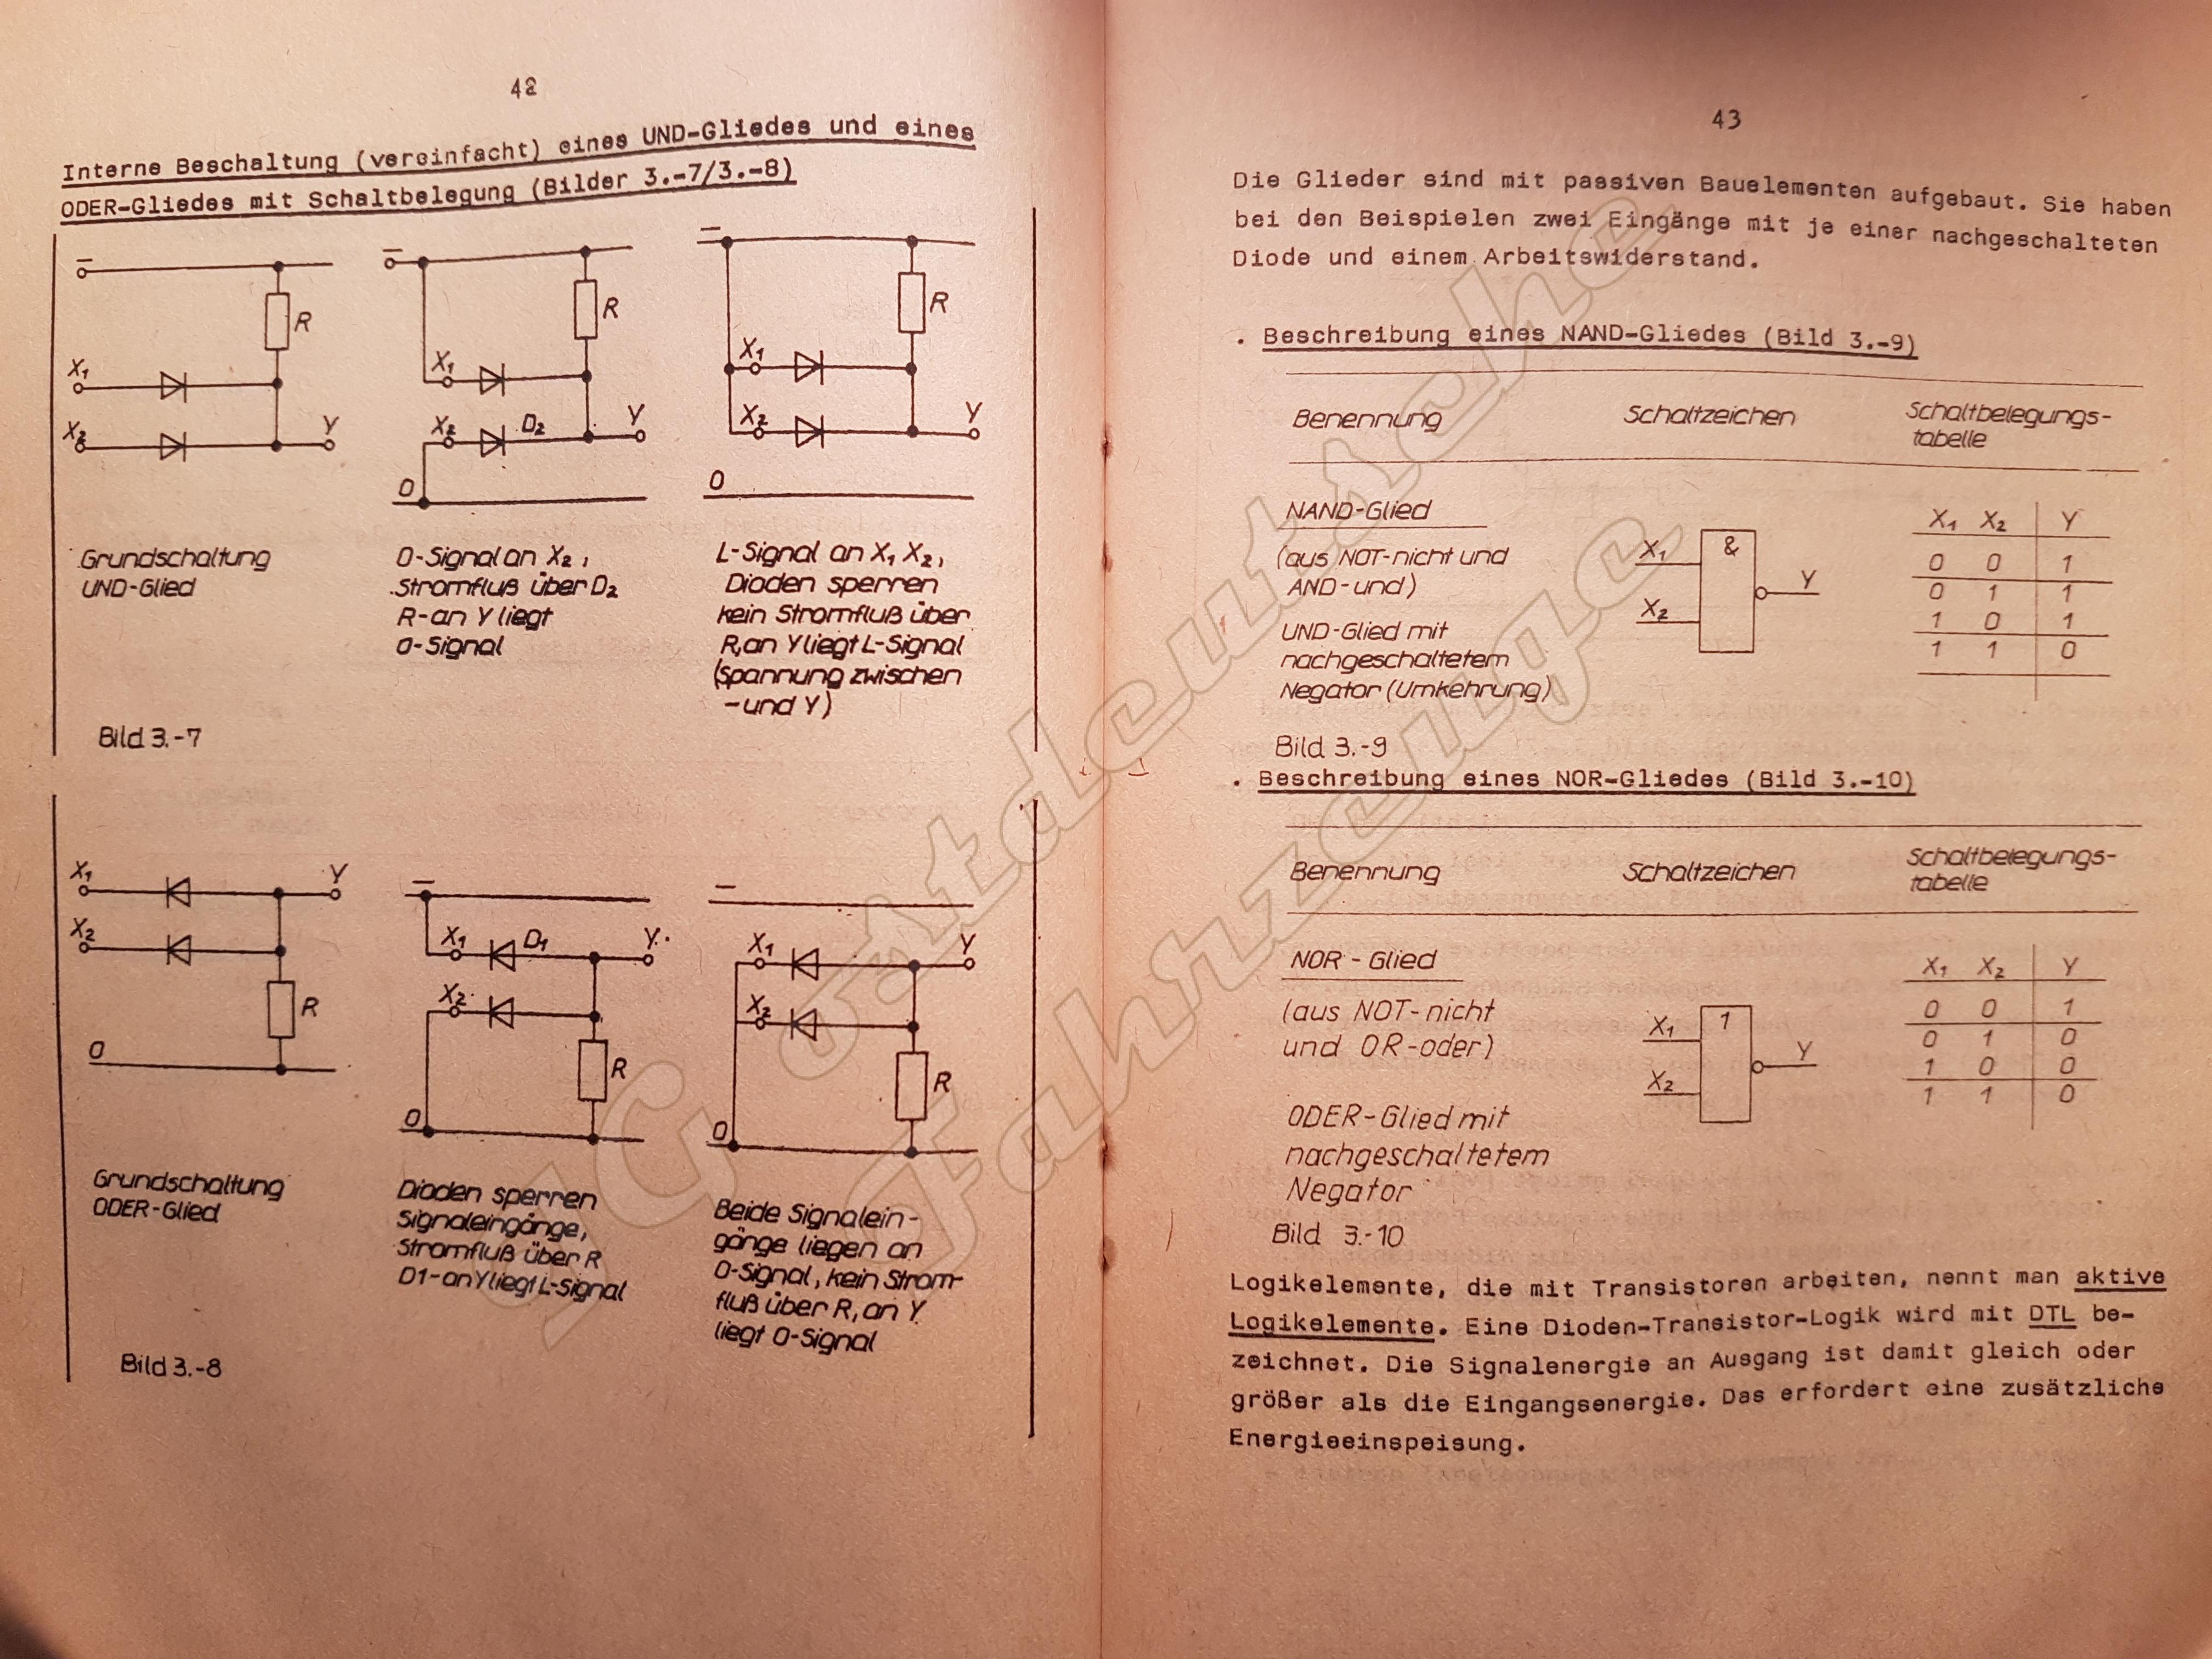 42
Interne Beschaltung (vereinfacht) eines UND-Gliedes und eines
ODER-Gliedes mit Schaltbelegung (Bilder 3.-7/3.-8)
–
R
X1
X2
Y
Grundschaltung
UND-Glied
–
R
X1
X2
D2
Y
0
0-Signal an X2,
Stromfluß über D2
R-an Y liegt
0-Signal
–
R
X1
X2
Y
0
L-Signal an X1 X2,
Dioden sperren
kein Stromfluß über
R, an Y liegt L-Signal
(Spannung zwischen
– und Y)
Bild 3.-7
X1
Y
X2
R
0
Grundschaltung
ODER-Glied
–
X1
D1
Y
X2
R
0
Dioden sperren
Signaleingänge,
Stromfluß über R
D1-an Y liegt L-Signal
–
X1
Y
X2
R
0
Beide Signalein-
gänge liegen an
0-Signal, kein Strom-
fluß über R, an Y
liegt 0-Signal
Bild 3.-8
43
Die Glieder sind mit passiven Bauelementen aufgebaut. Sie haben
bei den Beispielen zwei Eingänge mit je einer nachgeschalteten
Diode und einem Arbeitswiderstand.
. Beschreibung eines NAND-Gliedes (Bild 3.-9)
Benennung Schaltzeichen Schaltbelegungs-
tabelle
NAND-Glied
(aus NOT-nicht und
AND-und)
UND-Glied mit
nachgeschaltetem
Negator (Umkehrung)
X1
&
X2
Y
X1 X2 Y
0 0 1
0 1 1
1 0 1
1 1 0
Bild 3.-9
. Beschreibung eines NOR-Gliedes (Bild 3.-10)
Benennung Schaltzeichen Schaltbelegungs-
tabelle
NOR - Glied
(aus NOT-nicht
und OR-oder)
ODER-Glied mit
nachgeschaltetem
Negator
X1
1
X2
Y
X1 X2 Y
0 0 1
0 1 0
1 0 0
1 1 0
Bild 3.-10
Logikelemente, die mit Transistoren arbeiten, nennt man aktive
Logikelemente. Eine Dioden-Transistor-Logik wird mit DTL be-
zeichnet. Die Signalenergie an Ausgang ist damit gleich oder
größer als die Eingangsenergie. Das erfordert eine zusätzliche
Energieeinspeisung.
IG Ostdeutsche
Fahrzeuge